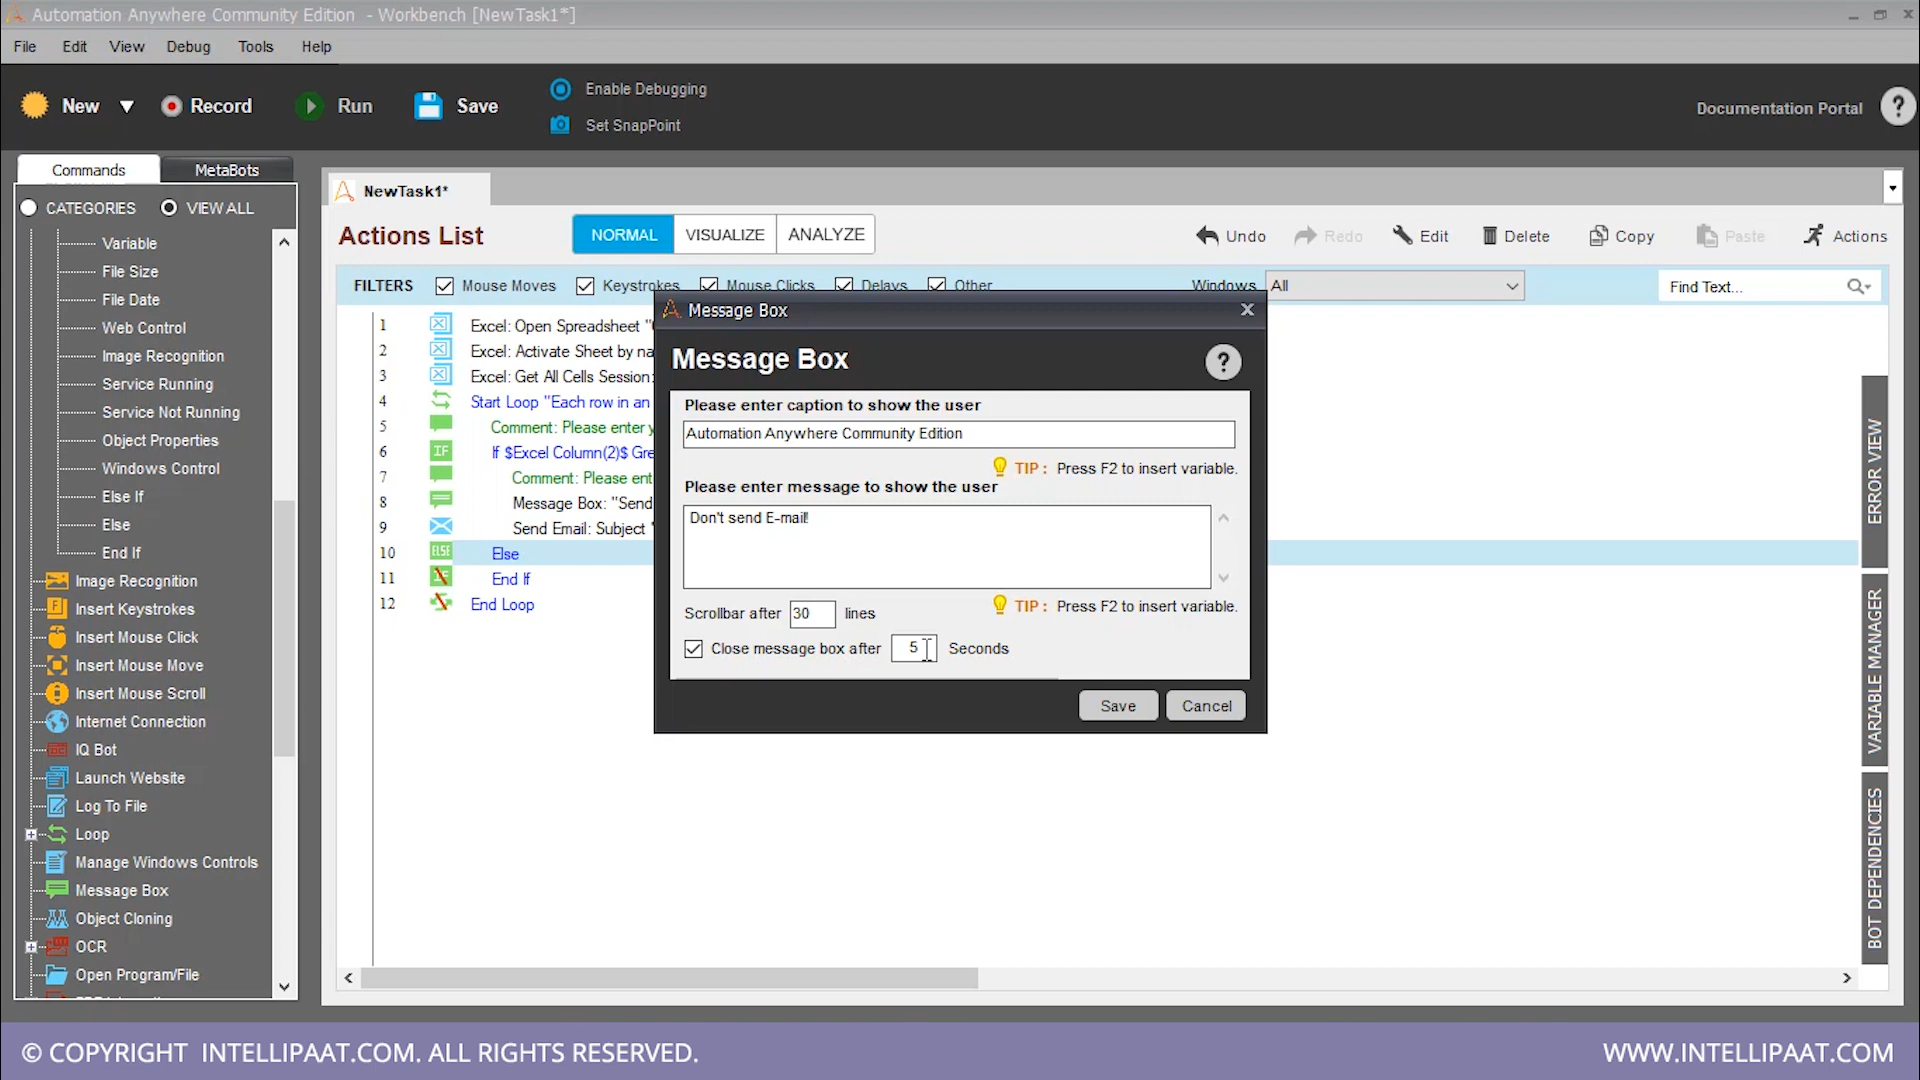 Automation Anywhere Community Edition - Workbench [NewTask1*]
File Edit View Debug Tools Help
New Record Run Save
Enable Debugging
Set SnapPoint
Documentation Portal ?
Commands MetaBots
CATEGORIES VIEW ALL
Variable
File Size
File Date
Web Control
Image Recognition
Service Running
Service Not Running
Object Properties
Windows Control
Else If
Else
End If
Image Recognition
Insert Keystrokes
Insert Mouse Click
Insert Mouse Move
Insert Mouse Scroll
Internet Connection
IQ Bot
Launch Website
Log To File
Loop
Manage Windows Controls
Message Box
Object Cloning
OCR
Open Program/File
NewTask1*
Actions List NORMAL VISUALIZE ANALYZE Undo Redo Edit Delete Copy Paste Actions
FILTERS Mouse Moves Keystrokes Mouse Clicks Delays Other Windows All Find Text...
1 Excel: Open Spreadsheet "
2 Excel: Activate Sheet by na
3 Excel: Get All Cells Session:
4 Start Loop "Each row in an
5 Comment: Please enter y
6 IF If $Excel Column(2)$ Gre
7 Comment: Please ent
8 Message Box: "Send
9 Send Email: Subject "
10 ELSE Else
11 End If
12 End Loop
Message Box
Message Box ?
Please enter caption to show the user
Automation Anywhere Community Edition
TIP : Press F2 to insert variable.
Please enter message to show the user
Don't send E-mail!
TIP : Press F2 to insert variable.
Scrollbar after 30 lines
Close message box after 5 Seconds
Save Cancel
ERROR VIEW
VARIABLE MANAGER
BOT DEPENDENCIES
© COPYRIGHT INTELLIPAAT.COM. ALL RIGHTS RESERVED.
WWW.INTELLIPAAT.COM